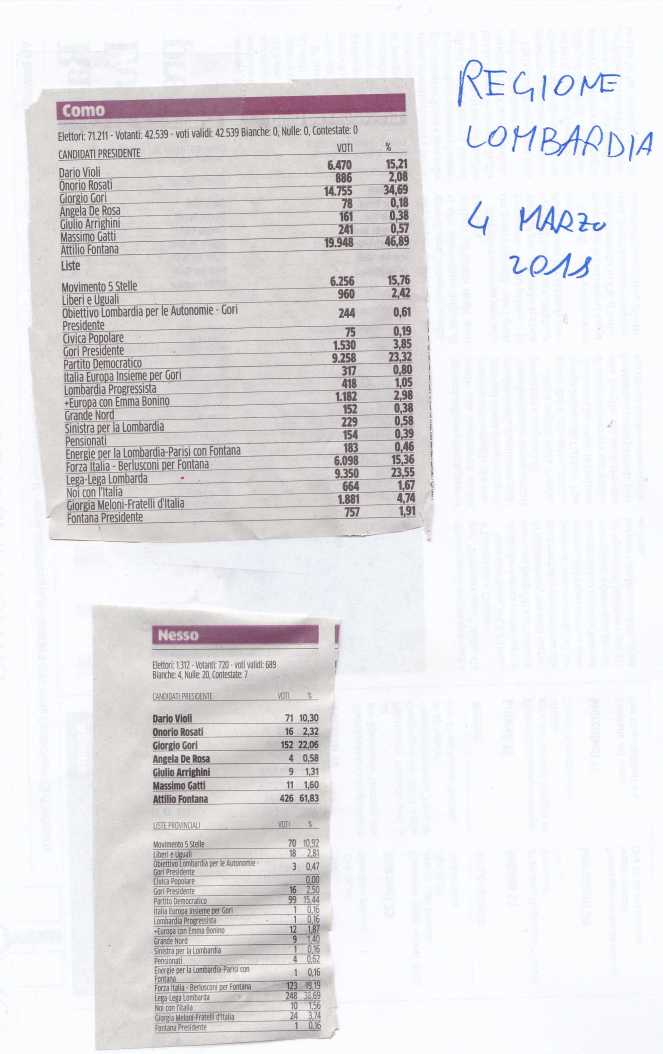 REGIONE
LOMBARDIA
4 MARZO
2018
Como
Elettori: 71.211 - Votanti: 42.539 - voti validi: 42.539 Bianche: 0, Nulle: 0, Contestate: 0
CANDIDATI PRESIDENTE VOTI %
Dario Violi 6.470 15,21
Onorio Rosati 886 2,08
Giorgio Gori 14.755 34,69
Angela De Rosa 78 0,18
Giulio Arrighini 161 0,38
Massimo Gatti 241 0,57
Attilio Fontana 19.948 46,89
Liste
Movimento 5 Stelle 6.256 15,76
Liberi e Uguali 960 2,42
Obiettivo Lombardia per le Autonomie - Gori
Presidente 244 0,61
Civica Popolare 75 0,19
Gori Presidente 1.530 3,85
Partito Democratico 9.258 23,32
Italia Europa Insieme per Gori 317 0,80
Lombardia Progressista 418 1,05
+Europa con Emma Bonino 1.182 2,98
Grande Nord 152 0,38
Sinistra per la Lombardia 229 0,58
Pensionati 154 0,39
Energie per la Lombardia-Parisi con Fontana 183 0,46
Forza Italia - Berlusconi per Fontana 6.098 15,36
Lega-Lega Lombarda 9.350 23,55
Noi con l'Italia 664 1,67
Giorgia Meloni-Fratelli d'Italia 1.881 4,74
Fontana Presidente 757 1,91
Nesso
Elettori: 1.312 - Votanti: 720 - voti validi: 689
Bianche: 4, Nulle: 20, Contestate: 7
CANDIDATI PRESIDENTE VOTI %
Dario Violi 71 10,30
Onorio Rosati 16 2,32
Giorgio Gori 152 22,06
Angela De Rosa 4 0,58
Giulio Arrighini 9 1,31
Massimo Gatti 11 1,60
Attilio Fontana 426 61,83
LISTE PROVINCIALI VOTI %
Movimento 5 Stelle 70 10,92
Liberi e Uguali 18 2,81
Obiettivo Lombardia per le Autonomie -
Gori Presidente 3 0,47
Civica Popolare 0,00
Gori Presidente 16 2,50
Partito Democratico 99 15,44
Italia Europa Insieme per Gori 1 0,16
Lombardia Progressista 1 0,16
+Europa con Emma Bonino 12 1,87
Grande Nord 9 1,40
Sinistra per la Lombardia 1 0,16
Pensionati 4 0,62
Energie per la Lombardia-Parisi con
Fontana 1 0,16
Forza Italia - Berlusconi per Fontana 123 19,19
Lega-Lega Lombarda 248 38,69
Noi con l'Italia 10 1,56
Giorgia Meloni-Fratelli d'Italia 24 3,74
Fontana Presidente 1 0,16